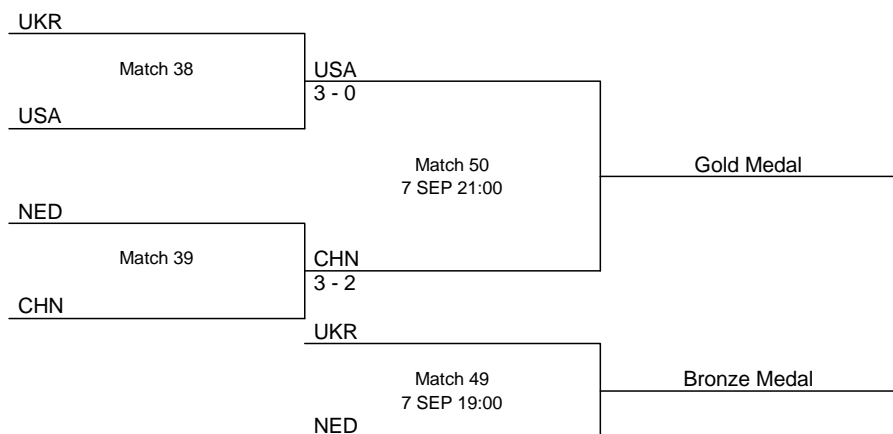 UKR
Match 38
USA
3 - 0
USA
Match 50
7 SEP 21:00
Gold Medal
NED
Match 39
CHN
3 - 2
CHN
UKR
Match 49
7 SEP 19:00
Bronze Medal
NED